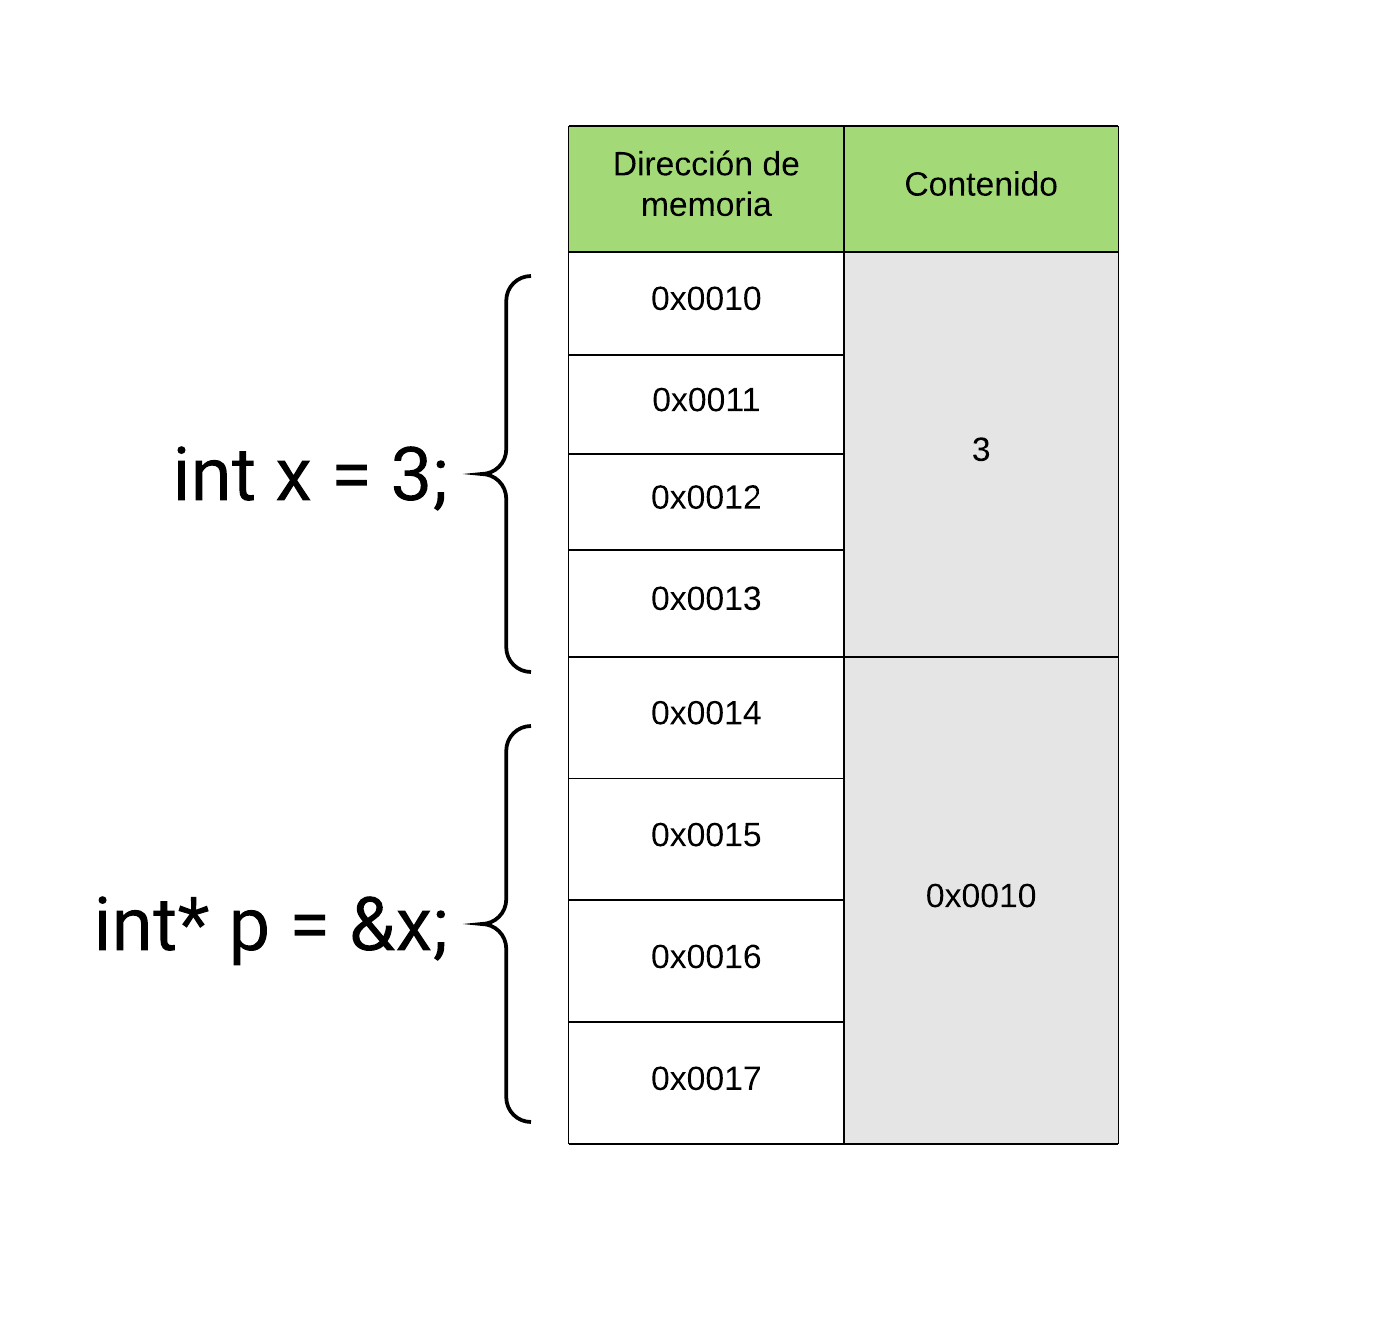 Dirección de
memoria
Contenido
0x0010
0x0011
3
int x = 3;
0x0012
0x0013
0x0014
0x0015
0x0010
int* p = &x;
0x0016
0x0017